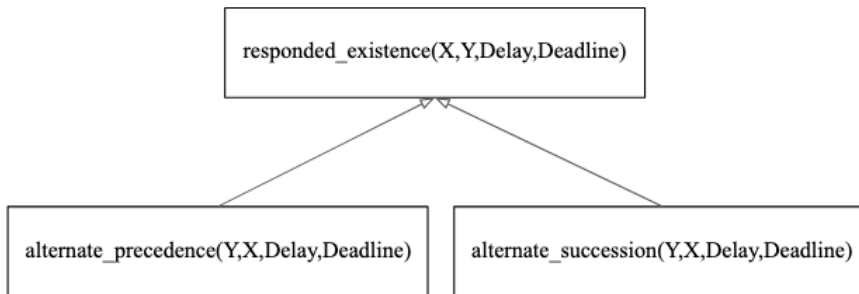 responded_existence(X,Y,Delay,Deadline)
alternate_precedence(Y,X,Delay,Deadline)
alternate_succession(Y,X,Delay,Deadline)